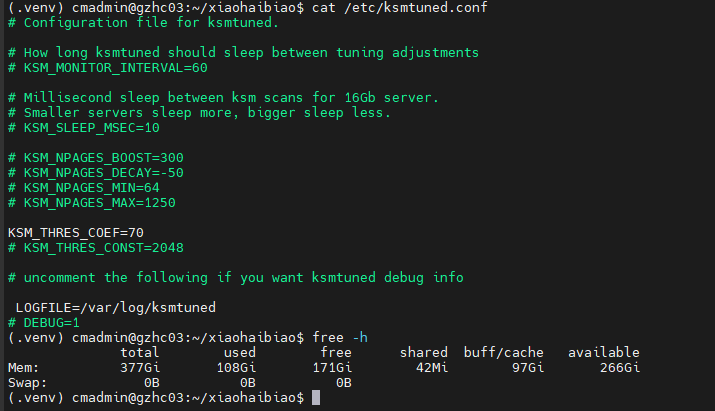 (.venv) cmadmin@gzhc03:~/xiaohaibiao$ cat /etc/ksmtuned.conf
# Configuration file for ksmtuned.
# How long ksmtuned should sleep between tuning adjustments
# KSM_MONITOR_INTERVAL=60
# Millisecond sleep between ksm scans for 16Gb server.
# Smaller servers sleep more, bigger sleep less.
# KSM_SLEEP_MSEC=10
# KSM_NPAGES_BOOST=300
# KSM_NPAGES_DECAY=-50
# KSM_NPAGES_MIN=64
# KSM_NPAGES_MAX=1250
KSM_THRES_COEF=70
# KSM_THRES_CONST=2048
# uncomment the following if you want ksmtuned debug info
LOGFILE=/var/log/ksmtuned
# DEBUG=1
(.venv) cmadmin@gzhc03:~/xiaohaibiao$ free -h
total used free shared buff/cache available
Mem: 377Gi 108Gi 171Gi 42Mi 97Gi 266Gi
Swap: 0B 0B 0B
(.venv) cmadmin@gzhc03:~/xiaohaibiao$